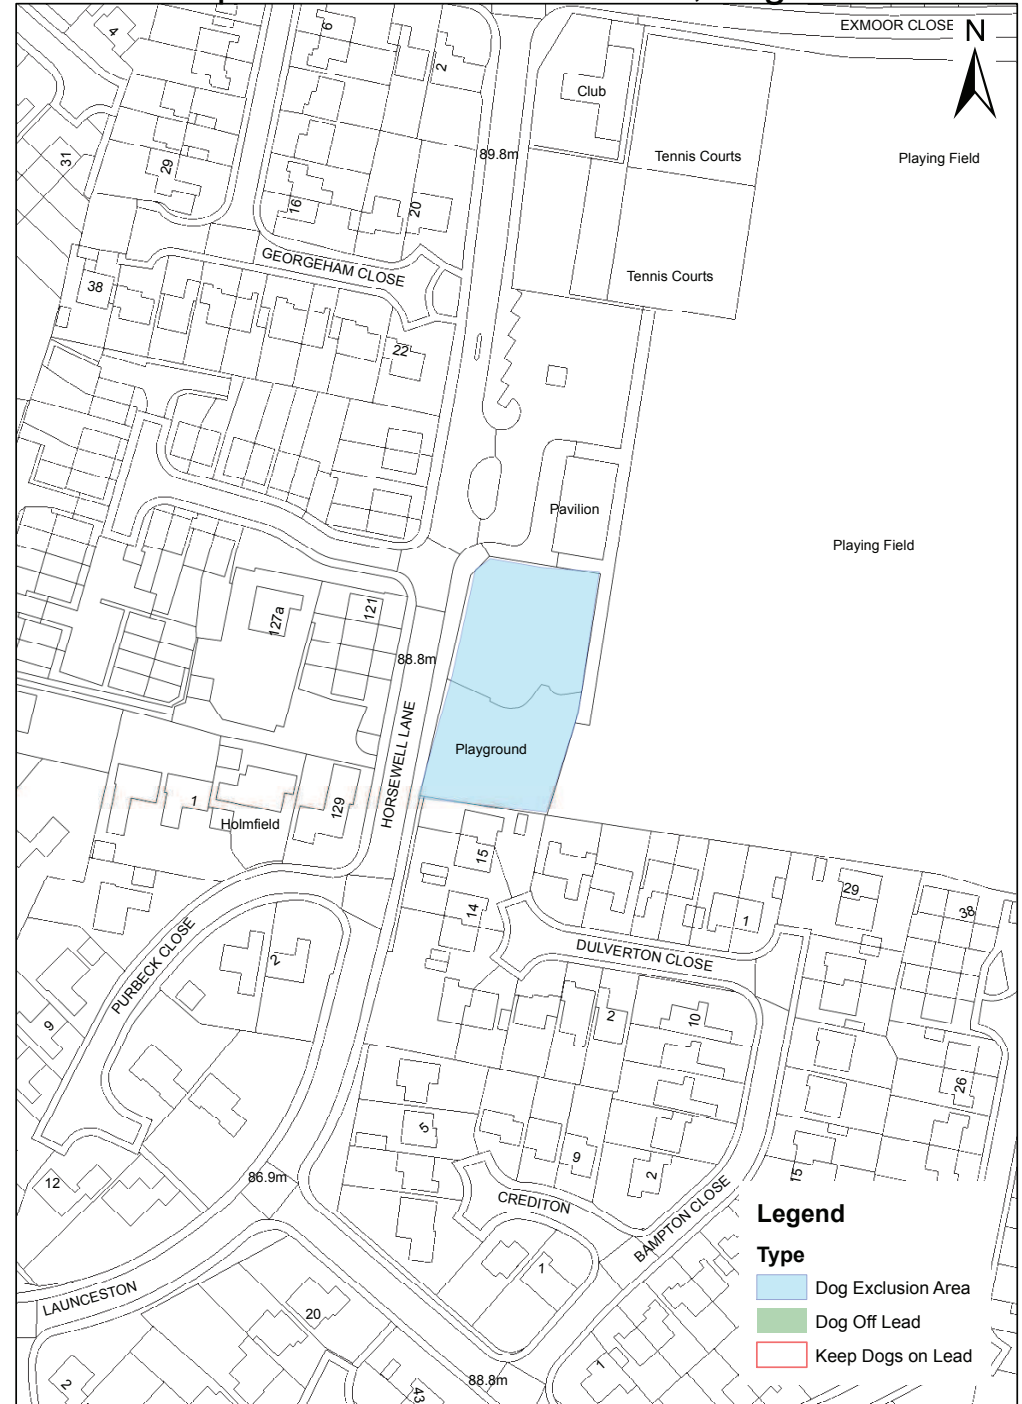 EXMOOR CLOSE
N
4
6
2
Club
89.8m
Tennis Courts
Playing Field
31
29
16
20
GEORGEHAM CLOSE
Tennis Courts
38
22
Pavilion
Playing Field
127a
121
88.8m
HORSEWELL LANE
Playground
1
Holmfield
129
15
14
29
38
1
DULVERTON CLOSE
PURBECK CLOSE
2
9
2
10
26
5
9
2
15
12
86.9m
CREDITON
BAMPTON CLOSE
1
LAUNCESTON
20
2
43
88.8m
1
Legend
Type
Dog Exclusion Area
Dog Off Lead
Keep Dogs on Lead